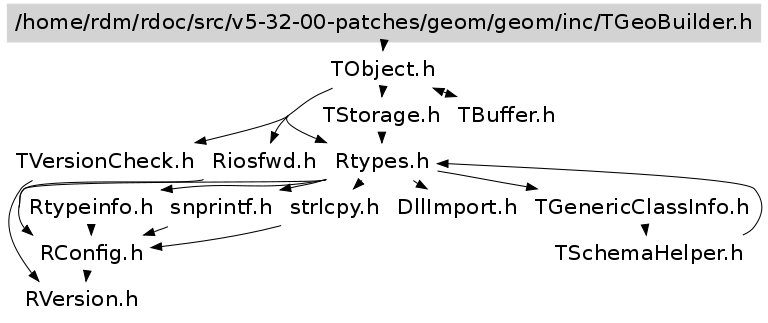 /home/rdm/rdoc/src/v5-32-00-patches/geom/geom/inc/TGeoBuilder.h
TObject.h
TStorage.h TBuffer.h
TVersionCheck.h Riosfwd.h Rtypes.h
Rtypeinfo.h snprintf.h strlcpy.h DllImport.h TGenericClassInfo.h
RConfig.h TSchemaHelper.h
RVersion.h